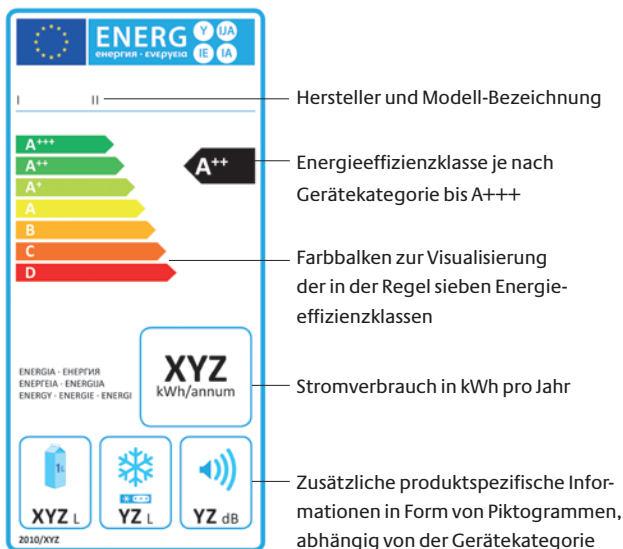 ENERG Y IJA
енергия · ενεργεια IE IA
I II
Hersteller und Modell-Bezeichnung
A+++
A++
A+
A
B
C
D
A++
Energieeffizienzklasse je nach
Gerätekategorie bis A+++
Farbbalken zur Visualisierung
der in der Regel sieben Energie-
effizienzklassen
ENERGIA · ЕНЕРГИЯ
ΕΝΕΡΓΕΙΑ · ENERGIJA
ENERGY · ENERGIE · ENERGI
XYZ
kWh/annum
Stromverbrauch in kWh pro Jahr
1L
XYZ L
YZ L
YZ dB
Zusätzliche produktspezifische Infor-
mationen in Form von Piktogrammen,
abhängig von der Gerätekategorie
2010/XYZ